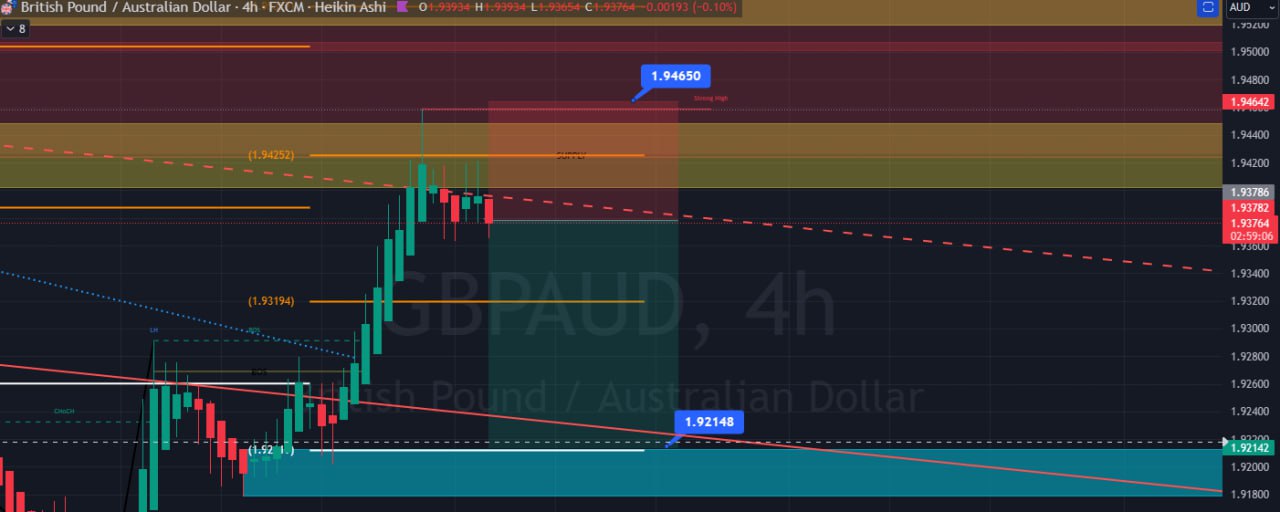 British Pound / Australian Dollar · 4h · FXCM · Heikin Ashi O1.93934 H1.93934 L1.93654 C1.93764 -0.00193 (-0.10%)
AUD
8
1.95200
1.95000
1.94800
1.94650
Strong High
1.94642
1.94400
(1.94252)
SUPPLY
1.94200
1.93786
1.93782
1.93764
02:59:06
1.93600
1.93400
GBPAUD, 4h
(1.93194)
1.93200
LH
BOS
1.93000
1.92800
BOS
1.92600
British Pound / Australian Dollar
CHoCH
1.92400
1.92148
1.92200
1.92142
1.92000
1.91800